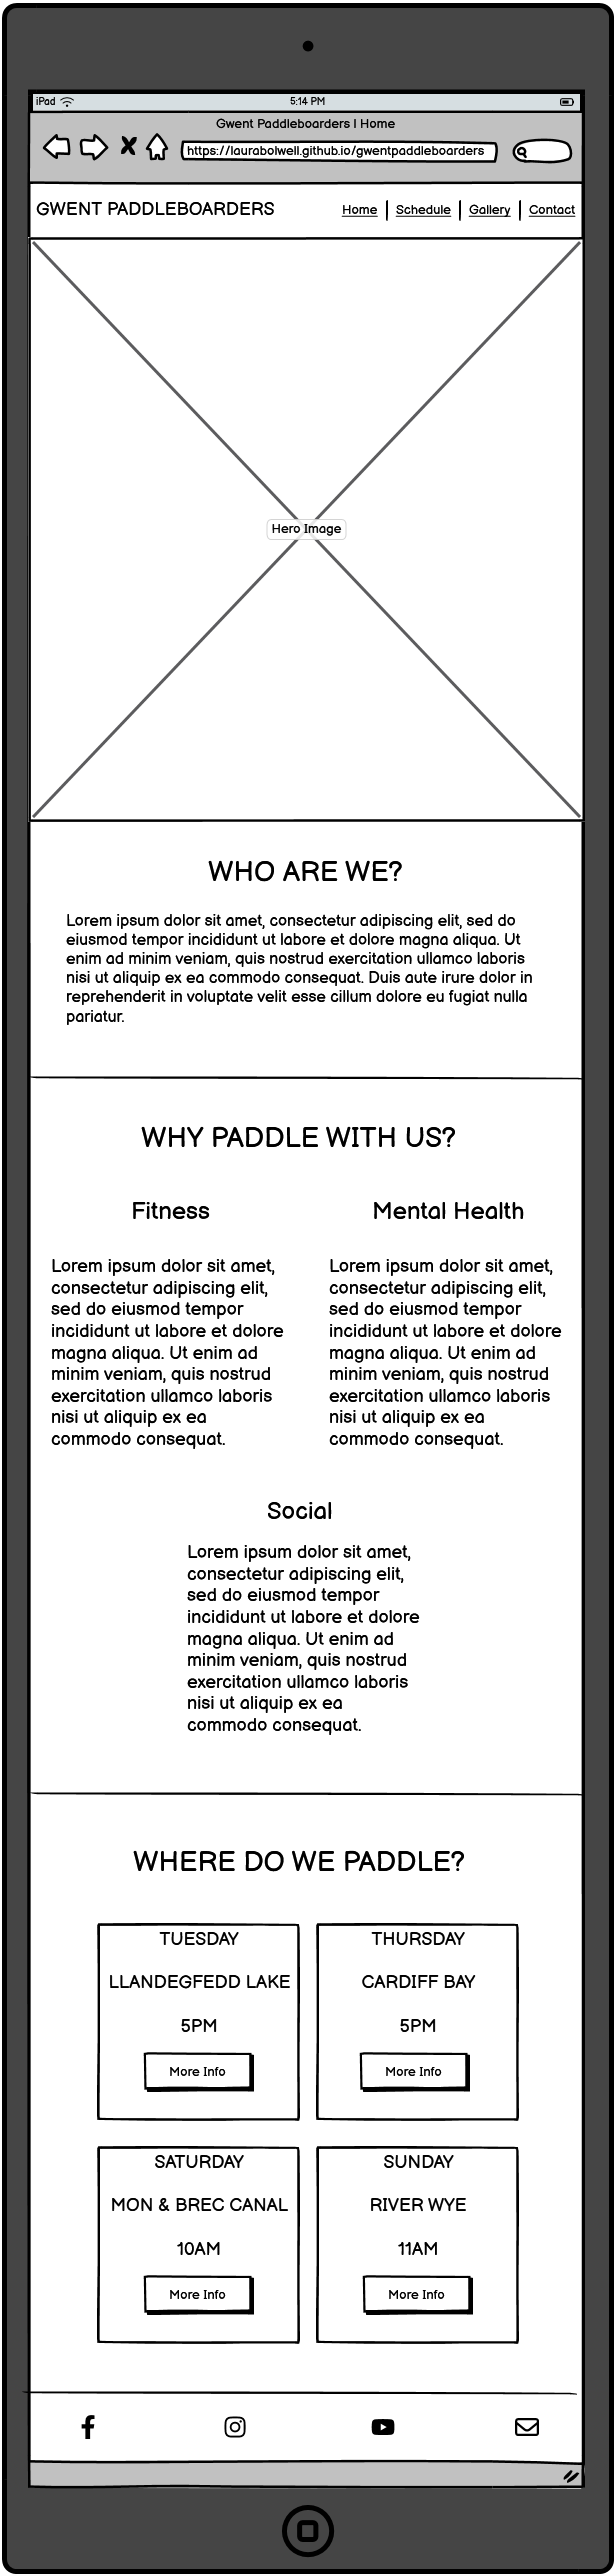 iPad
5:14 PM
Gwent Paddleboarders | Home
https://laurabolwell.github.io/gwentpaddleboarders
GWENT PADDLEBOARDERS
Home | Schedule | Gallery | Contact
Hero Image
WHO ARE WE?
Lorem ipsum dolor sit amet, consectetur adipiscing elit, sed do
eiusmod tempor incididunt ut labore et dolore magna aliqua. Ut
enim ad minim veniam, quis nostrud exercitation ullamco laboris
nisi ut aliquip ex ea commodo consequat. Duis aute irure dolor in
reprehenderit in voluptate velit esse cillum dolore eu fugiat nulla
pariatur.
WHY PADDLE WITH US?
Fitness
Lorem ipsum dolor sit amet,
consectetur adipiscing elit,
sed do eiusmod tempor
incididunt ut labore et dolore
magna aliqua. Ut enim ad
minim veniam, quis nostrud
exercitation ullamco laboris
nisi ut aliquip ex ea
commodo consequat.
Mental Health
Lorem ipsum dolor sit amet,
consectetur adipiscing elit,
sed do eiusmod tempor
incididunt ut labore et dolore
magna aliqua. Ut enim ad
minim veniam, quis nostrud
exercitation ullamco laboris
nisi ut aliquip ex ea
commodo consequat.
Social
Lorem ipsum dolor sit amet,
consectetur adipiscing elit,
sed do eiusmod tempor
incididunt ut labore et dolore
magna aliqua. Ut enim ad
minim veniam, quis nostrud
exercitation ullamco laboris
nisi ut aliquip ex ea
commodo consequat.
WHERE DO WE PADDLE?
TUESDAY
LLANDEGFEDD LAKE
5PM
More Info
THURSDAY
CARDIFF BAY
5PM
More Info
SATURDAY
MON & BREC CANAL
10AM
More Info
SUNDAY
RIVER WYE
11AM
More Info